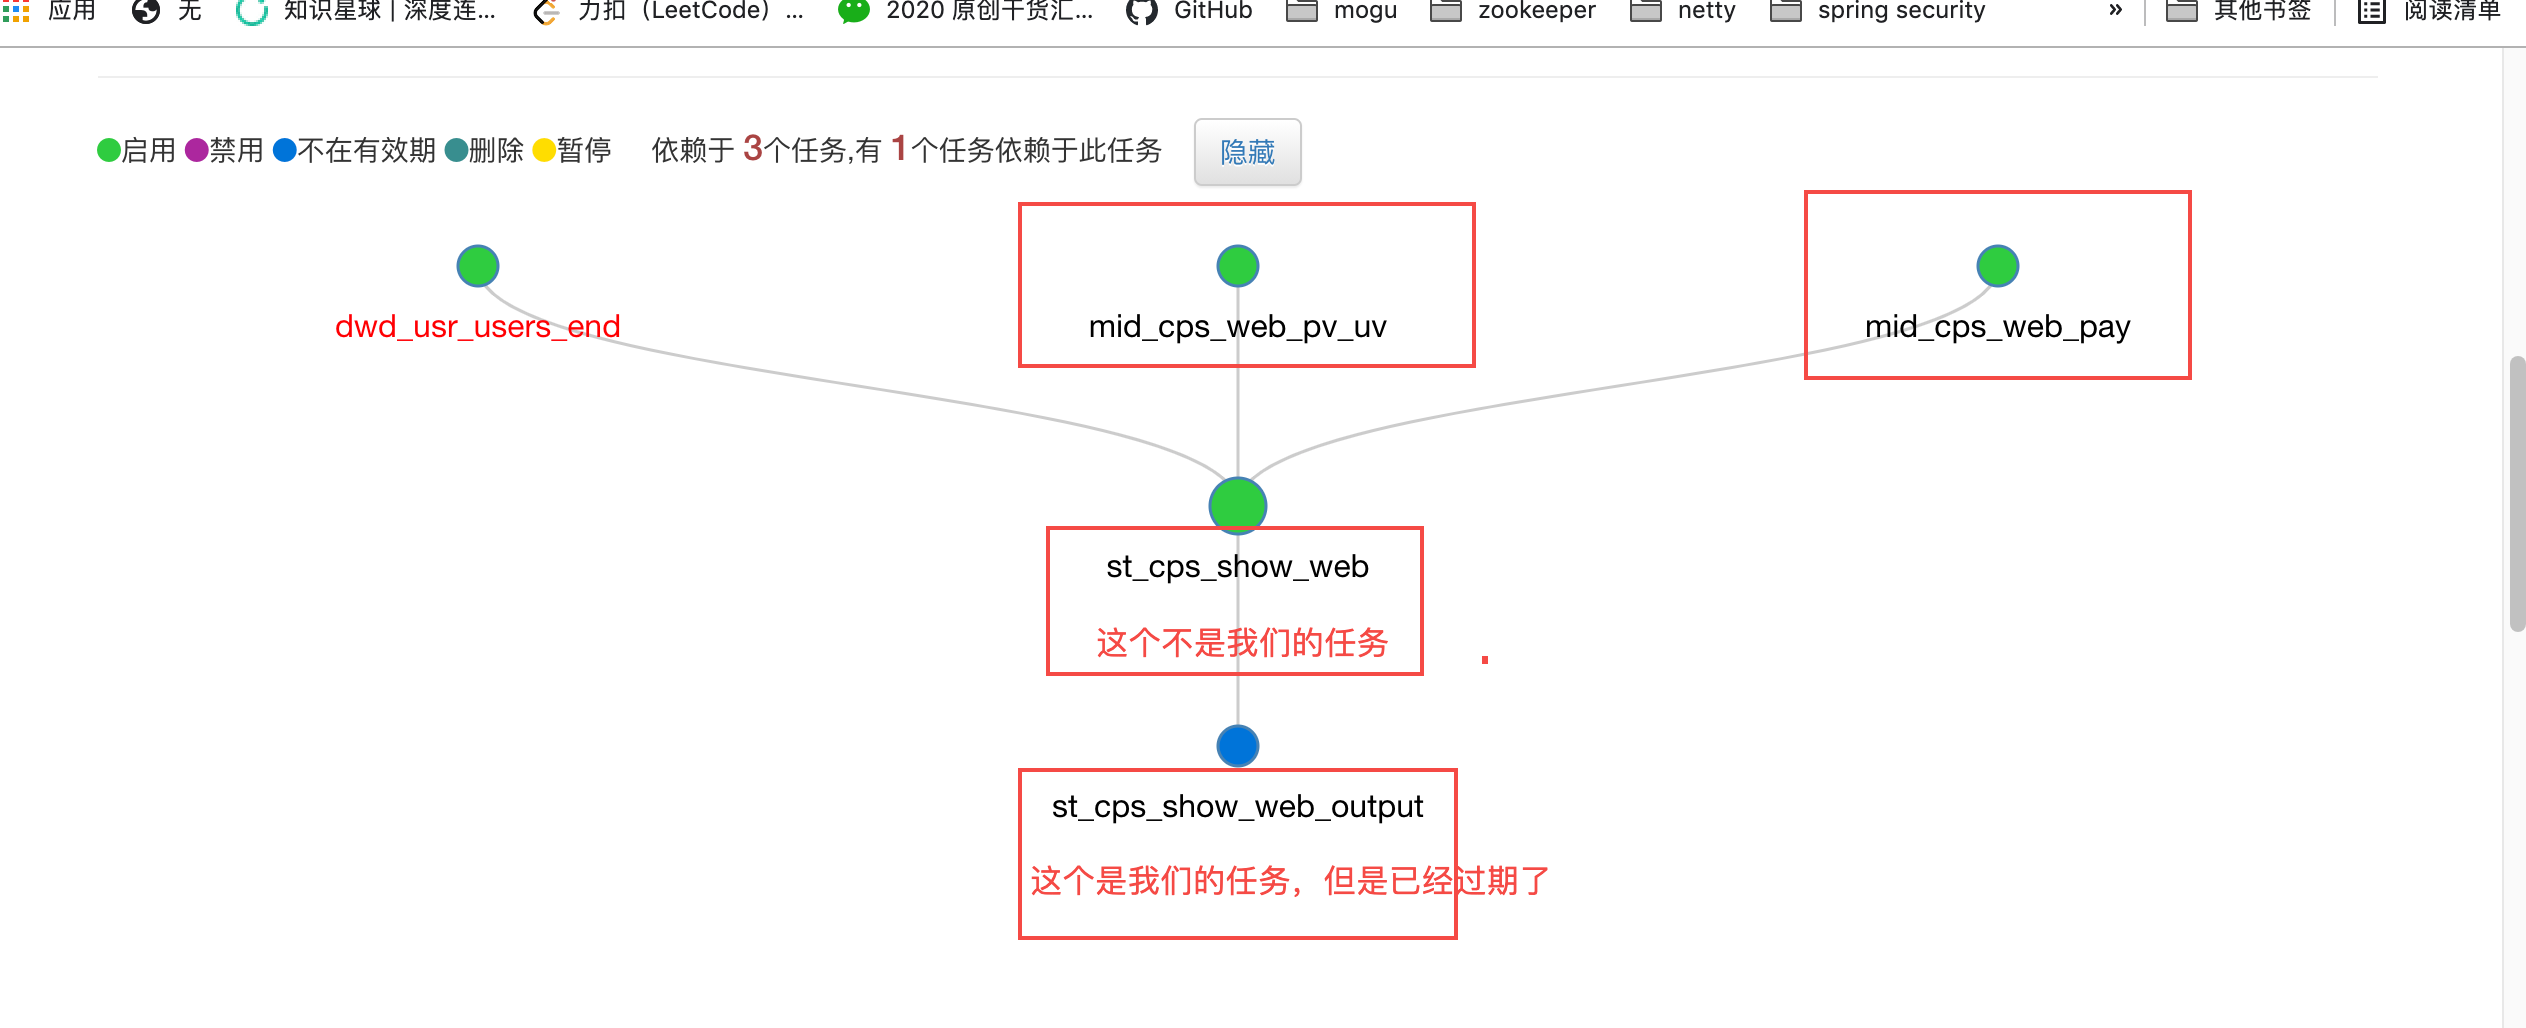 应用 无 知识星球 | 深度连... 力扣（LeetCode）... 2020 原创干货汇... GitHub mogu zookeeper netty spring security » 其他书签 阅读清单
启用 禁用 不在有效期 删除 暂停 依赖于 3个任务,有 1个任务依赖于此任务 隐藏
dwd_usr_users_end mid_cps_web_pv_uv mid_cps_web_pay
st_cps_show_web
这个不是我们的任务
st_cps_show_web_output
这个是我们的任务，但是已经过期了